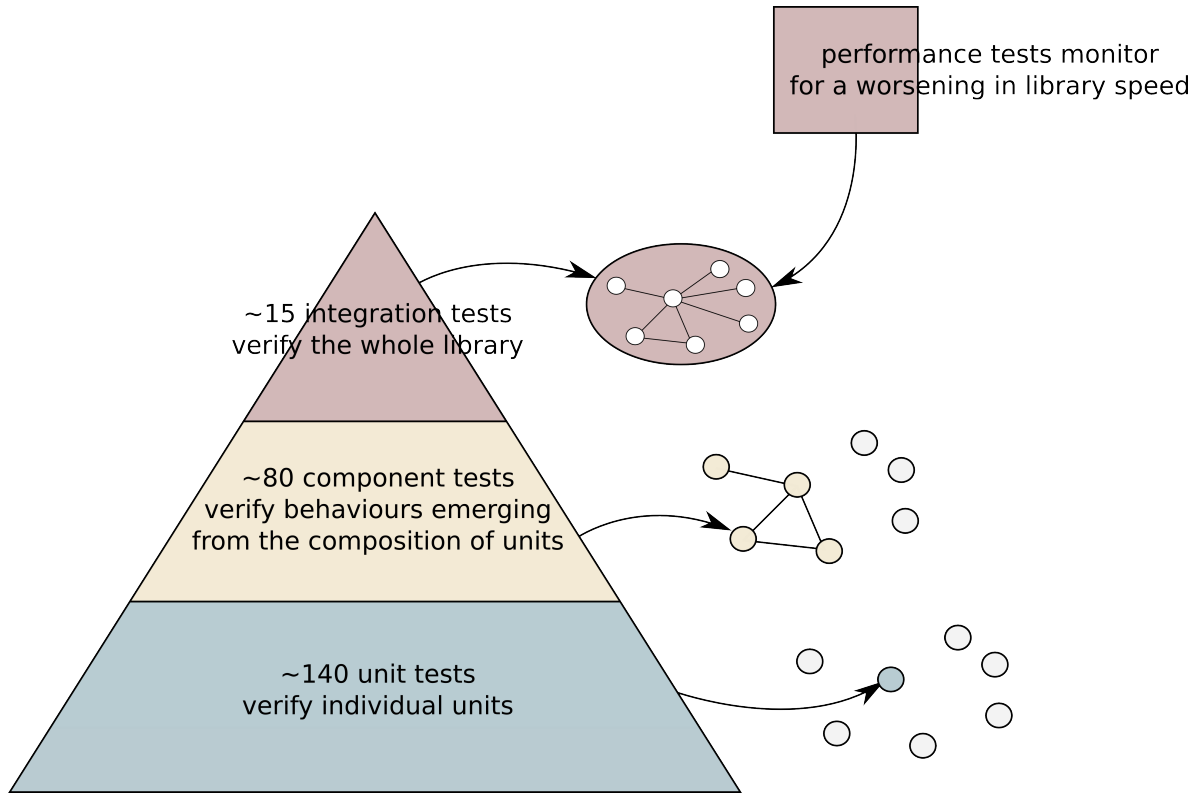 performance tests monitor
for a worsening in library speed
~15 integration tests
verify the whole library
~80 component tests
verify behaviours emerging
from the composition of units
~140 unit tests
verify individual units